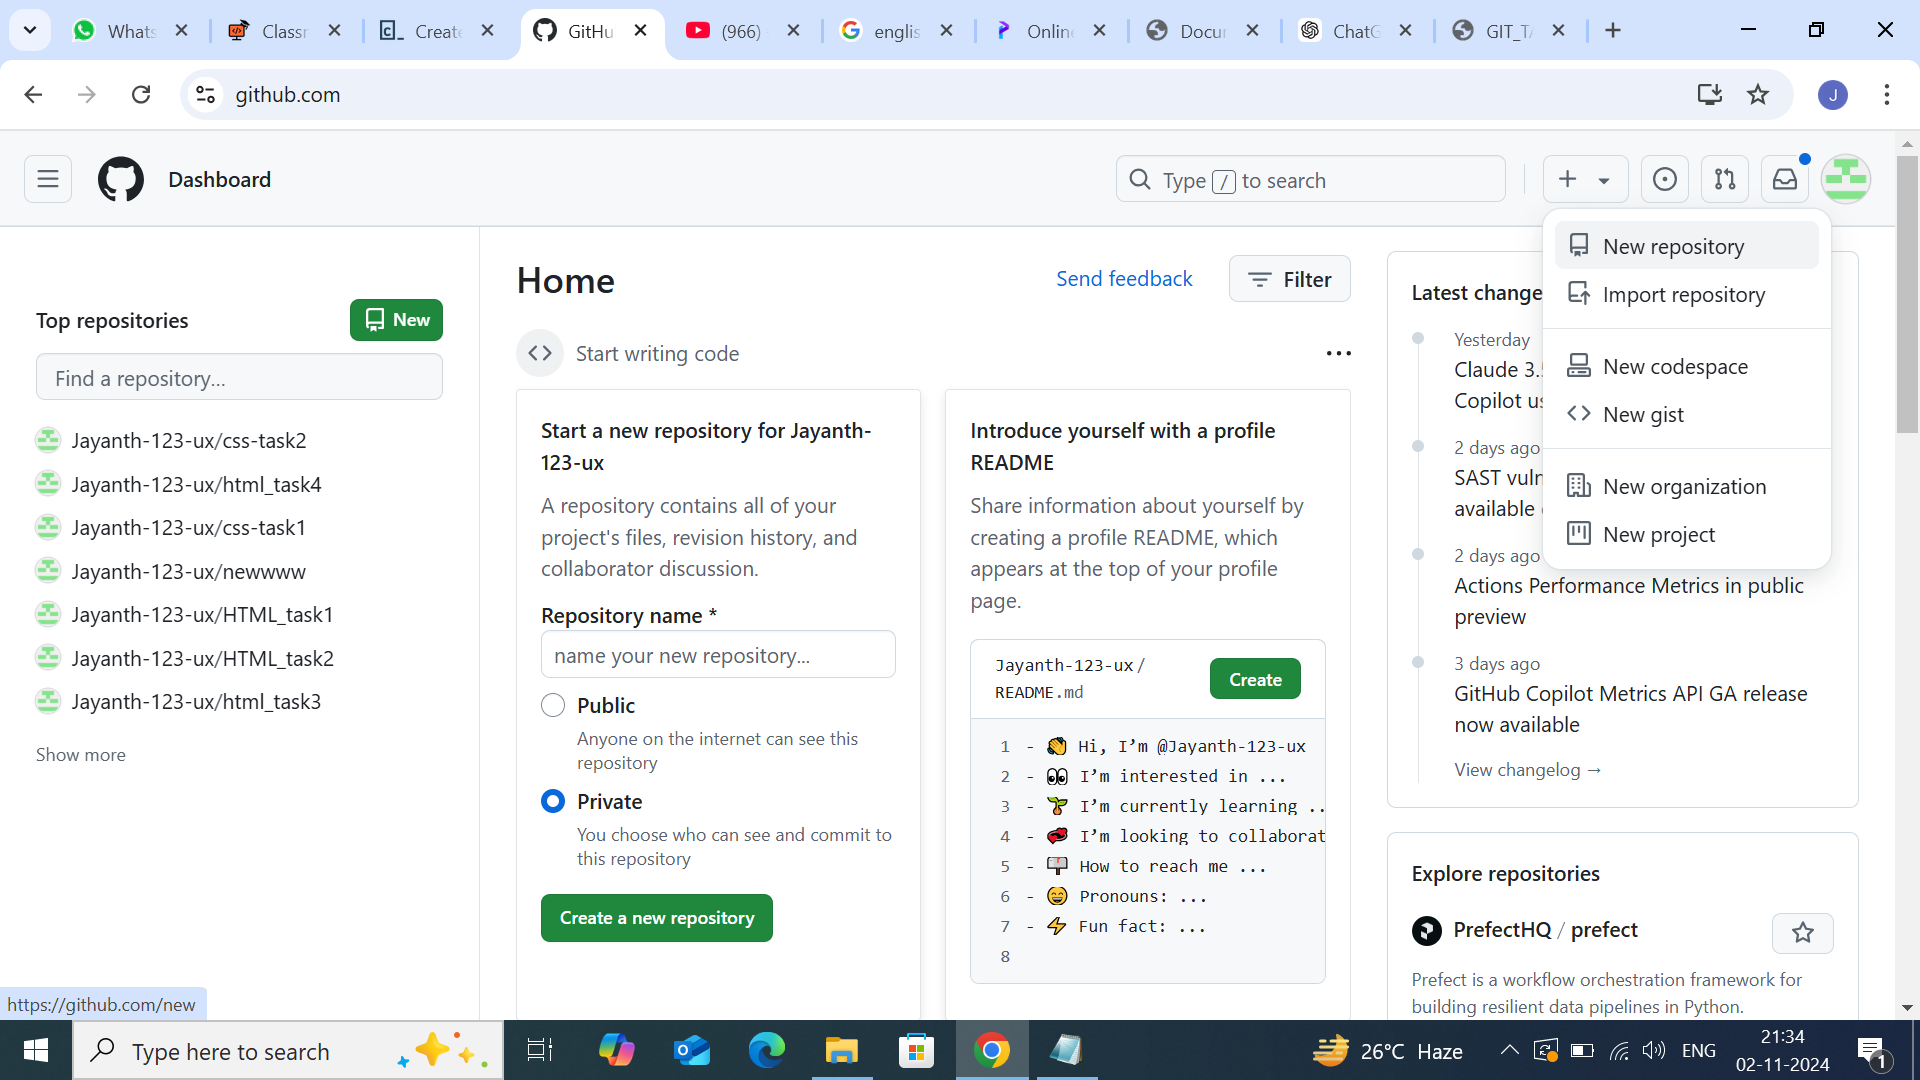 Whats
Classr
Create
GitHu
(966)
englis
Online
Docur
ChatG
GIT_TA
github.com
J
Dashboard
Type / to search
New repository
Import repository
New codespace
New gist
New organization
New project
Top repositories
New
Find a repository...
Jayanth-123-ux/css-task2
Jayanth-123-ux/html_task4
Jayanth-123-ux/css-task1
Jayanth-123-ux/newwww
Jayanth-123-ux/HTML_task1
Jayanth-123-ux/HTML_task2
Jayanth-123-ux/html_task3
Show more
Home
Send feedback
Filter
Start writing code
Start a new repository for Jayanth-
123-ux
A repository contains all of your
project's files, revision history, and
collaborator discussion.
Repository name *
name your new repository...
Public
Anyone on the internet can see this
repository
Private
You choose who can see and commit to
this repository
Create a new repository
Introduce yourself with a profile
README
Share information about yourself by
creating a profile README, which
appears at the top of your profile
page.
Jayanth-123-ux/
README.md
Create
1 - 👋 Hi, I’m @Jayanth-123-ux
2 - 👀 I’m interested in ...
3 - 🌱 I’m currently learning ..
4 - 💞️ I’m looking to collaborat
5 - 📫 How to reach me ...
6 - 😄 Pronouns: ...
7 - ⚡ Fun fact: ...
8
Latest change
Yesterday
Claude 3.5
Copilot us
2 days ago
SAST vuln
available
2 days ago
Actions Performance Metrics in public
preview
3 days ago
GitHub Copilot Metrics API GA release
now available
View changelog →
Explore repositories
PrefectHQ / prefect
Prefect is a workflow orchestration framework for
building resilient data pipelines in Python.
https://github.com/new
Type here to search
26°C Haze
ENG
21:34
02-11-2024
1